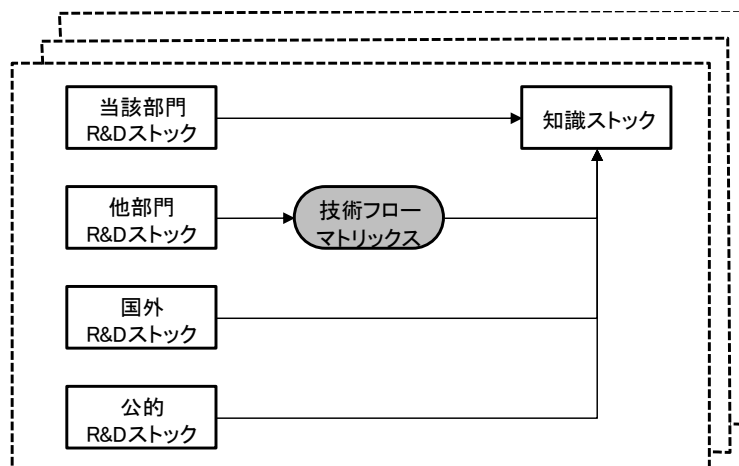 当該部門
R&Dストック
知識ストック
他部門
R&Dストック
技術フロー
マトリックス
国外
R&Dストック
公的
R&Dストック